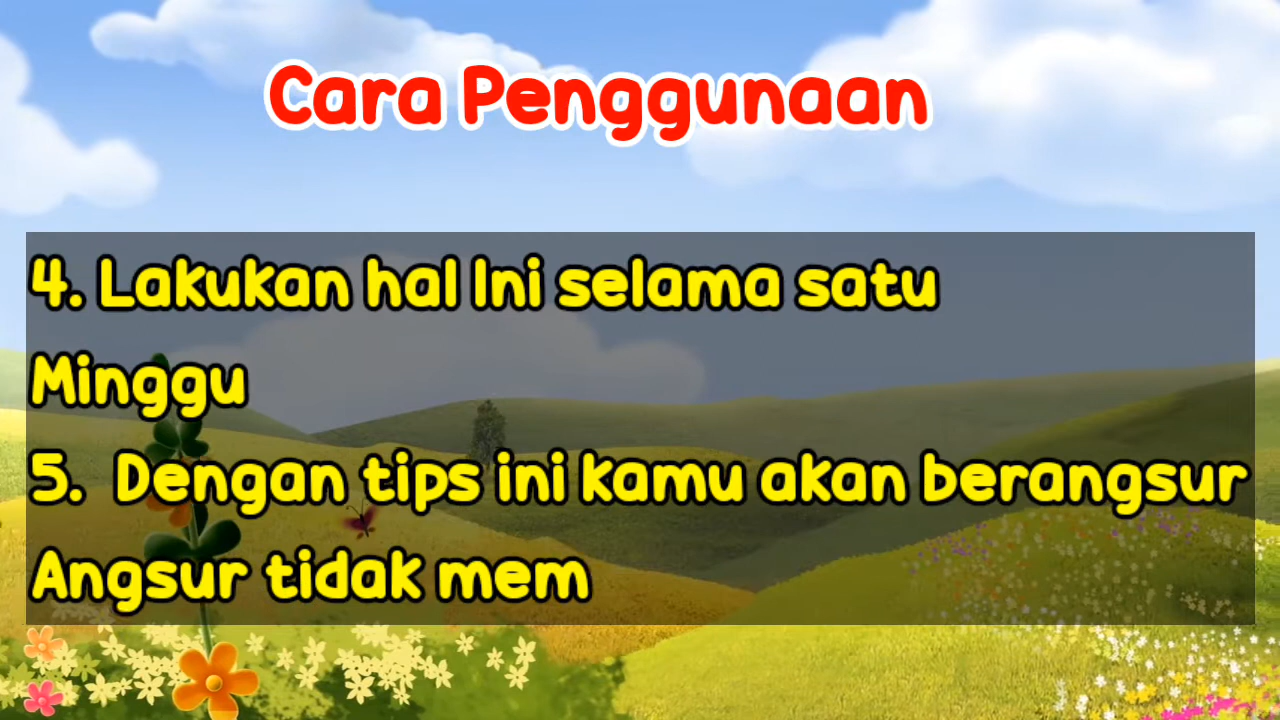 Cara Penggunaan
4. Lakukan hal Ini selama satu
Minggu
5. Dengan tips ini kamu akan berangsur
Angsur tidak mem